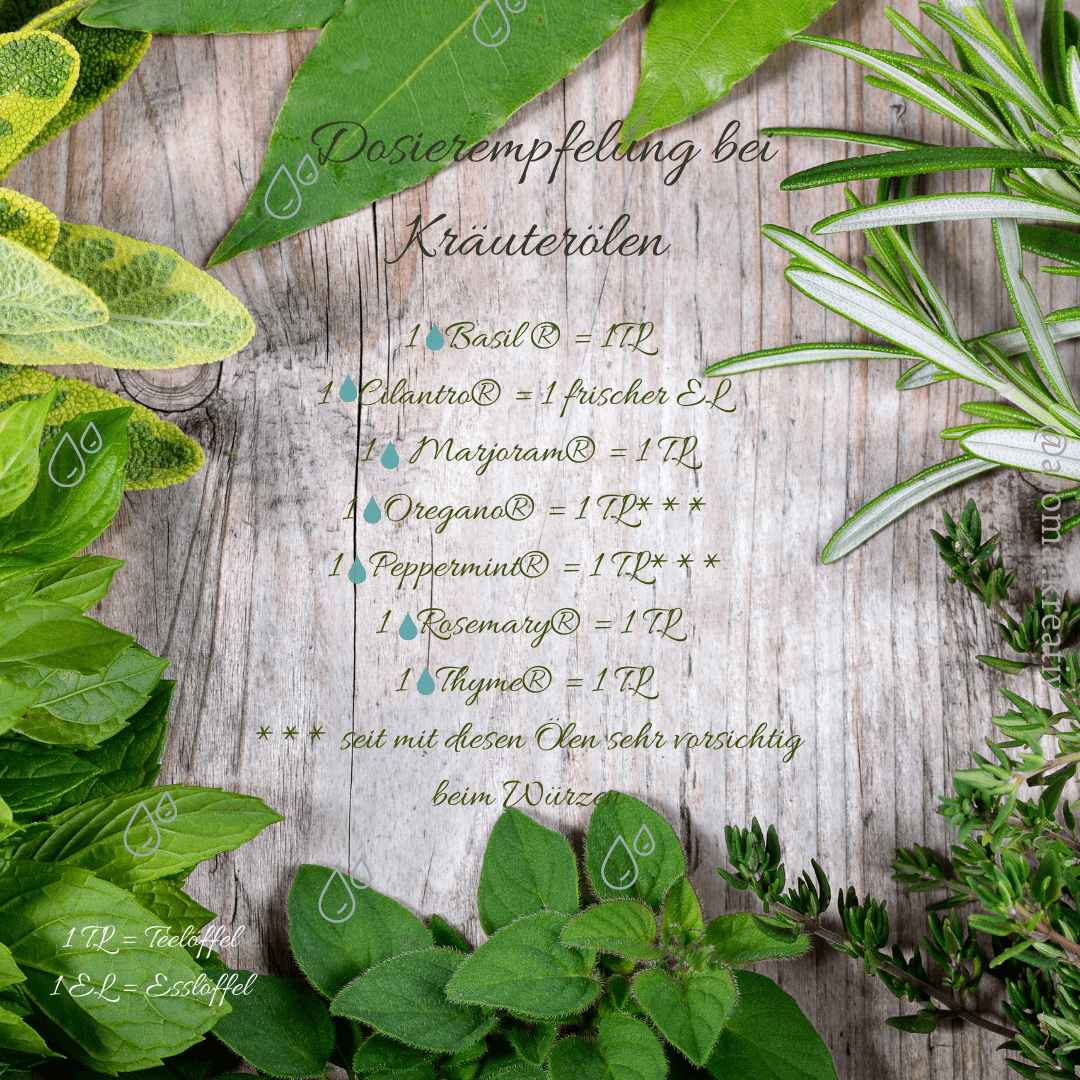 Dosierempfelung bei
Kräuterölen
1 Basil ® = 1TL
1 Cilantro® = 1 frischer EL
1 Marjoram® = 1 TL
1 Oregano® = 1 TL***
1 Peppermint® = 1 TL***
1 Rosemary® = 1 TL
1 Thyme® = 1 TL
*** seit mit diesen Ölen sehr vorsichtig
beim Würzen
1 TL = Teelöffel
1 EL = Esslöffel